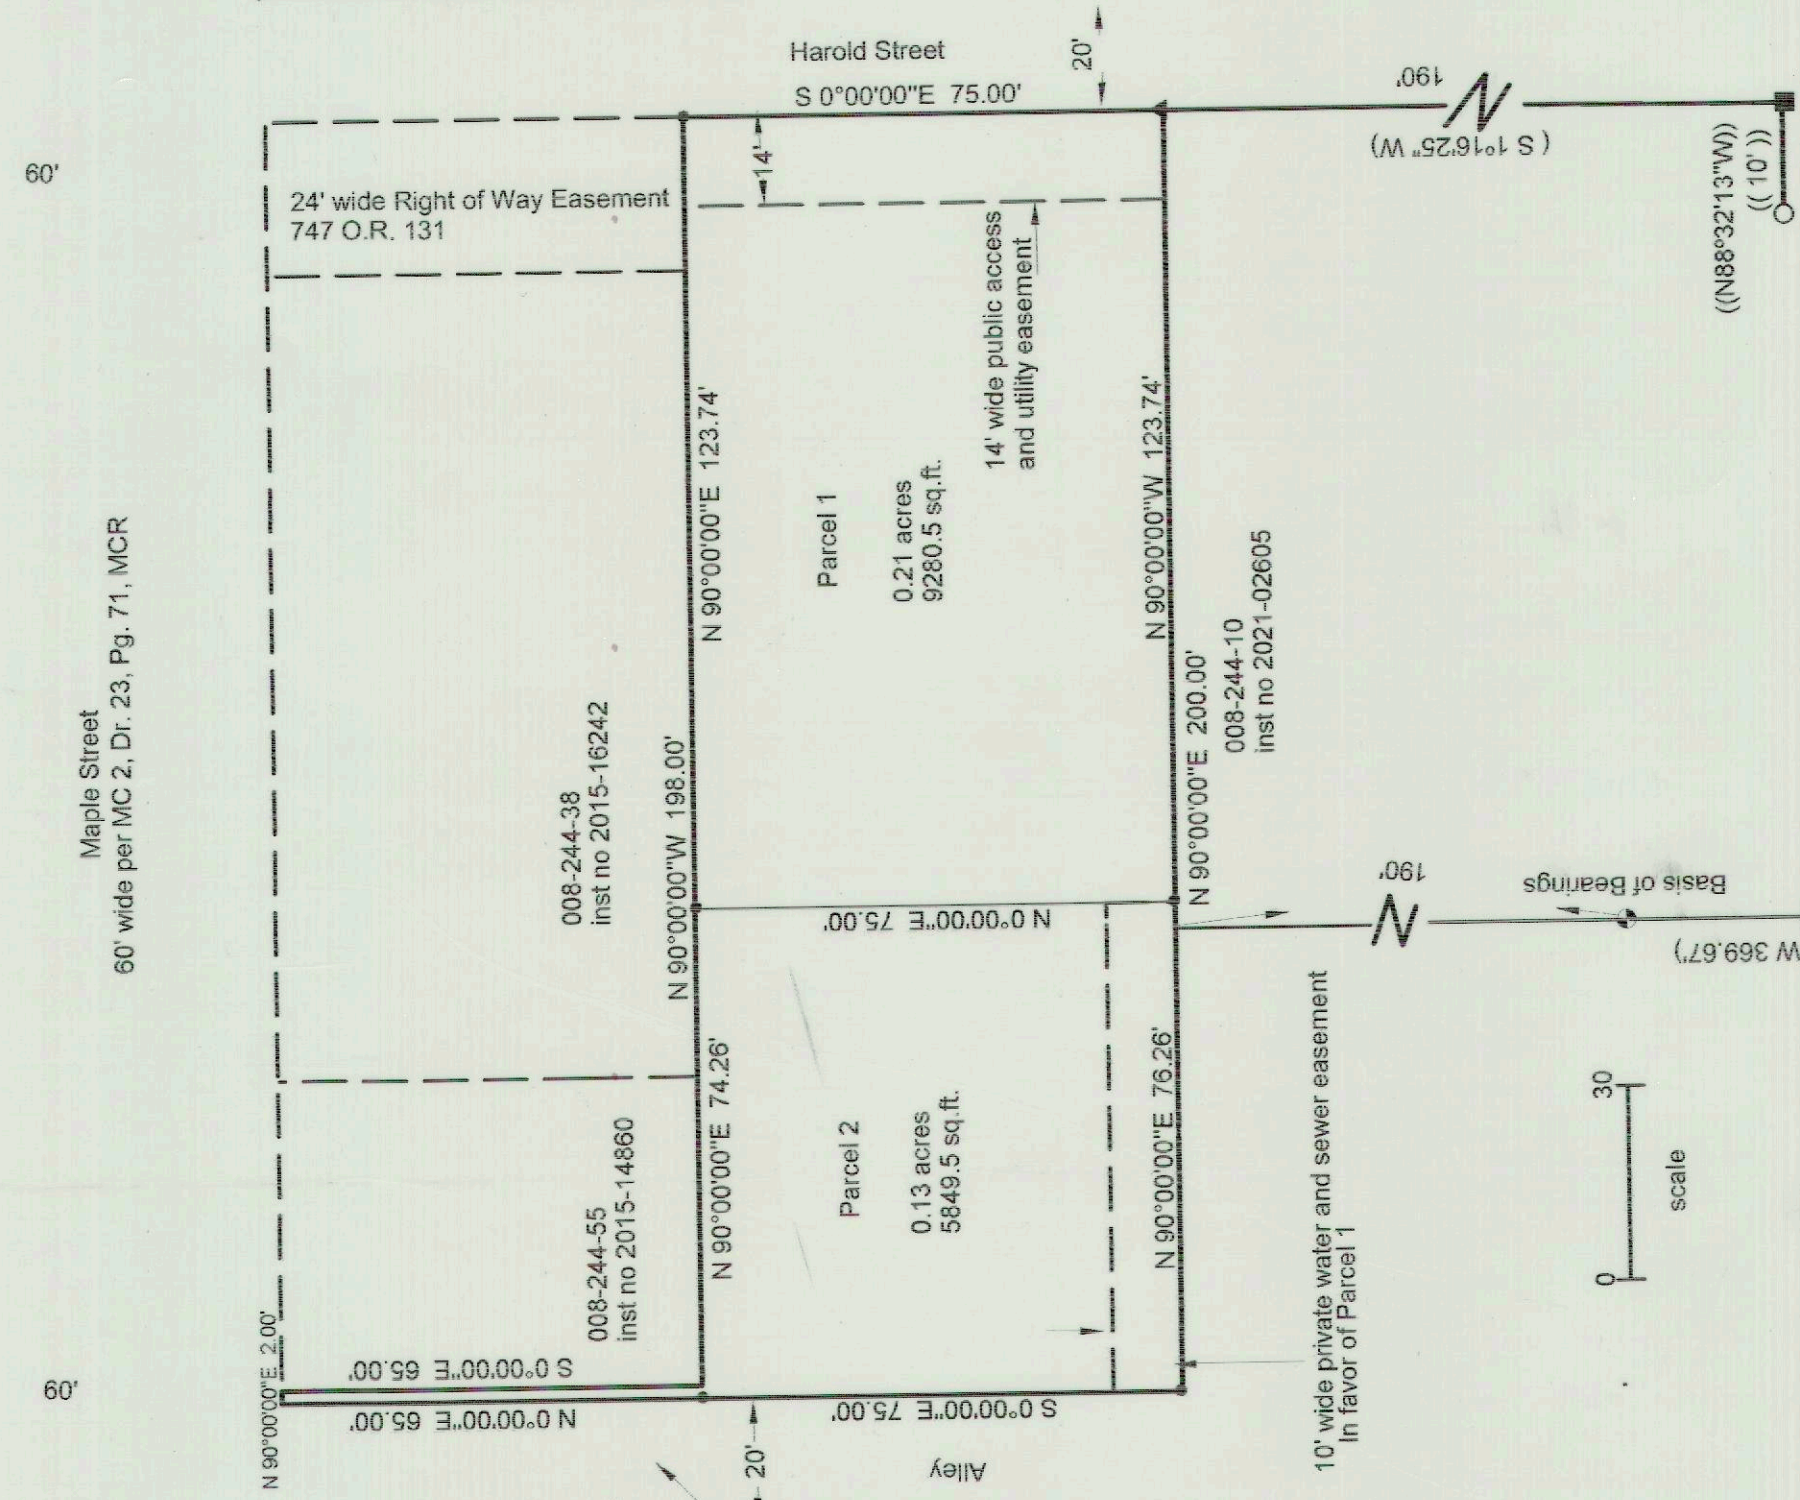 Harold Street
S 0°00'00"E 75.00'
20'
190'
( S 1°16'25" W)
((N88°32'13"W))
(( 10' ))
60'
24' wide Right of Way Easement
747 O.R. 131
14'
14' wide public access
and utility easement
N 90°00'00"E 123.74'
N 90°00'00"W 123.74'
Parcel 1
0.21 acres
9280.5 sq.ft.
Maple Street
60' wide per MC 2, Dr. 23, Pg. 71, MCR
008-244-38
inst no 2015-16242
N 90°00'00"W 198.00'
N 90°00'00"E 200.00'
008-244-10
inst no 2021-02605
N 0°00'00"E 75.00'
190'
Basis of Bearings
W 369.67')
N 90°00'00"E 74.26'
N 90°00'00"E 76.26'
Parcel 2
0.13 acres
5849.5 sq.ft.
008-244-55
inst no 2015-14860
10' wide private water and sewer easement
In favor of Parcel 1
0
30
scale
60'
N 90°00'00"E 2.00'
S 0°00'00"E 65.00'
N 0°00'00"E 65.00'
S 0°00'00"E 75.00'
20'
Alley